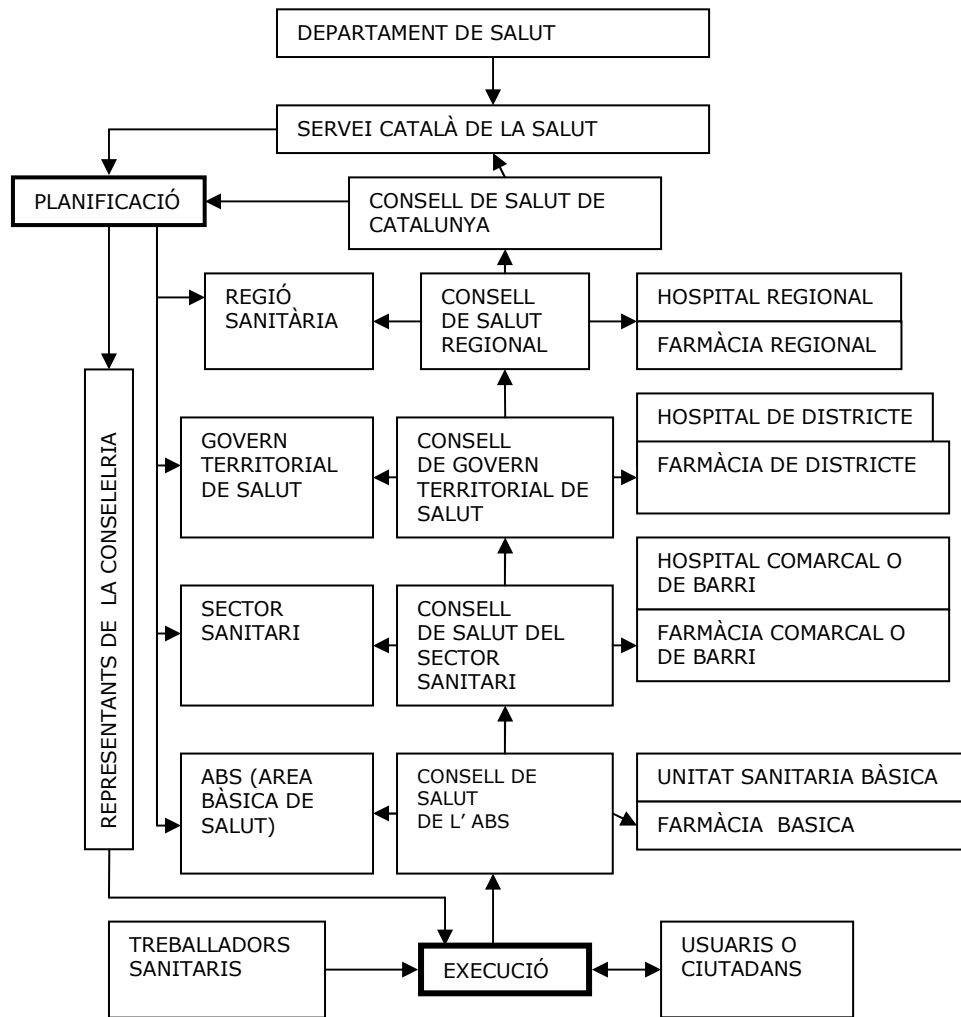 DEPARTAMENT DE SALUT
SERVEI CATALÀ DE LA SALUT
PLANIFICACIÓ
CONSELL DE SALUT DE
CATALUNYA
REGIÓ
SANITÀRIA
CONSELL
DE SALUT
REGIONAL
HOSPITAL REGIONAL
FARMÀCIA REGIONAL
REPRESENTANTS DE LA CONSELELRIA
GOVERN
TERRITORIAL
DE SALUT
CONSELL
DE GOVERN
TERRITORIAL DE
SALUT
HOSPITAL DE DISTRICTE
FARMÀCIA DE DISTRICTE
SECTOR
SANITARI
CONSELL
DE SALUT DEL
SECTOR
SANITARI
HOSPITAL COMARCAL O
DE BARRI
FARMÀCIA COMARCAL O
DE BARRI
ABS (AREA
BÀSICA DE
SALUT)
CONSELL DE
SALUT
DE L’ ABS
UNITAT SANITARIA BÀSICA
FARMÀCIA BASICA
TREBALLADORS
SANITARIS
EXECUCIÓ
USUARIS O
CIUTADANS